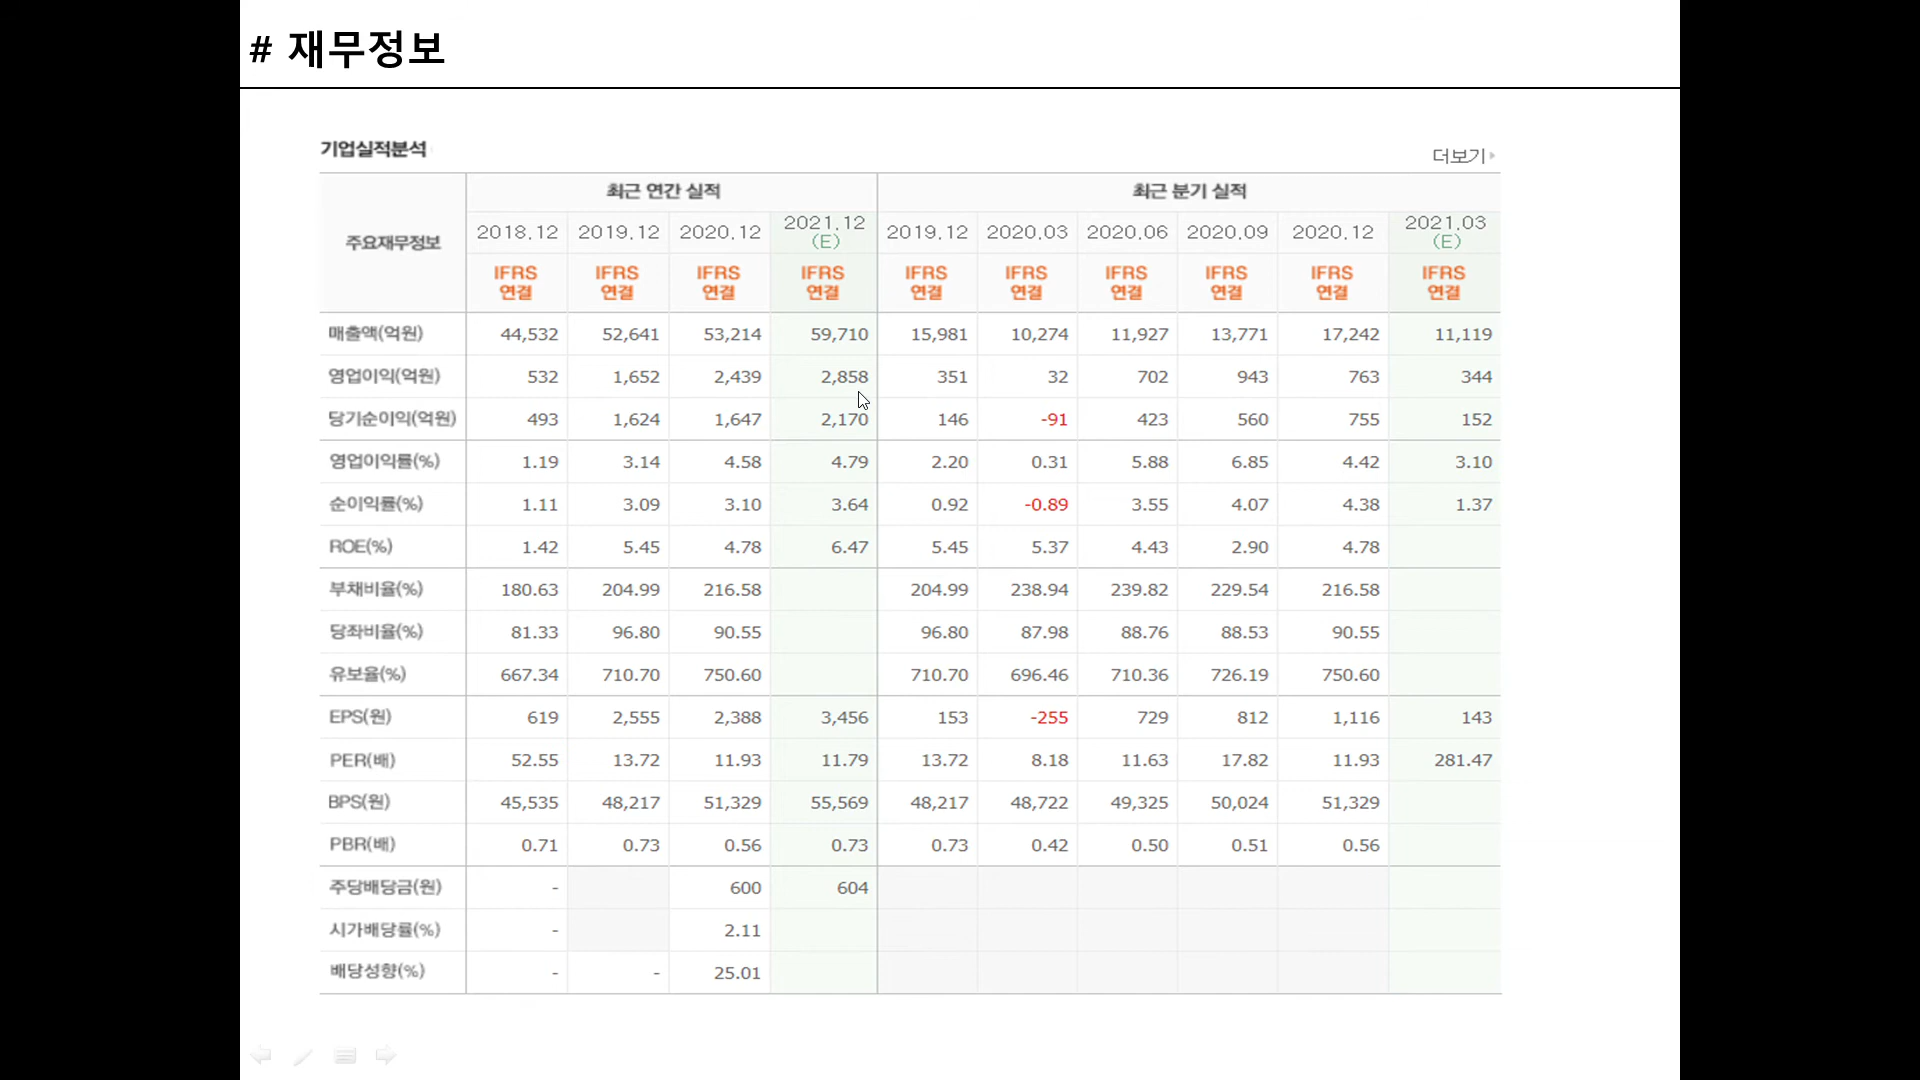 # 재무정보
기업실적분석
더보기
주요재무정보 최근 연간 실적 최근 분기 실적
2018.12 2019.12 2020.12 2021.12 (E) 2019.12 2020.03 2020.06 2020.09 2020.12 2021.03 (E)
IFRS 연결 IFRS 연결 IFRS 연결 IFRS 연결 IFRS 연결 IFRS 연결 IFRS 연결 IFRS 연결 IFRS 연결 IFRS 연결
매출액(억원) 44,532 52,641 53,214 59,710 15,981 10,274 11,927 13,771 17,242 11,119
영업이익(억원) 532 1,652 2,439 2,858 351 32 702 943 763 344
당기순이익(억원) 493 1,624 1,647 2,170 146 -91 423 560 755 152
영업이익률(%) 1.19 3.14 4.58 4.79 2.20 0.31 5.88 6.85 4.42 3.10
순이익률(%) 1.11 3.09 3.10 3.64 0.92 -0.89 3.55 4.07 4.38 1.37
ROE(%) 1.42 5.45 4.78 6.47 5.45 5.37 4.43 2.90 4.78
부채비율(%) 180.63 204.99 216.58 204.99 238.94 239.82 229.54 216.58
당좌비율(%) 81.33 96.80 90.55 96.80 87.98 88.76 88.53 90.55
유보율(%) 667.34 710.70 750.60 710.70 696.46 710.36 726.19 750.60
EPS(원) 619 2,555 2,388 3,456 153 -255 729 812 1,116 143
PER(배) 52.55 13.72 11.93 11.79 13.72 8.18 11.63 17.82 11.93 281.47
BPS(원) 45,535 48,217 51,329 55,569 48,217 48,722 49,325 50,024 51,329
PBR(배) 0.71 0.73 0.56 0.73 0.73 0.42 0.50 0.51 0.56
주당배당금(원) - 600 604
시가배당률(%) - 2.11
배당성향(%) - - 25.01